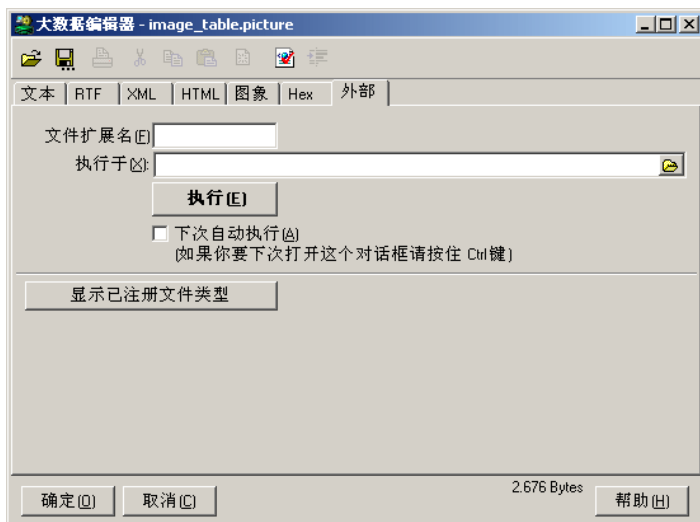 大数据编辑器 - image_table.picture
文本 RTF XML HTML 图象 Hex 外部
文件扩展名(F)
执行于(X):
执行(E)
下次自动执行(A)
(如果你要下次打开这个对话框请按住 Ctrl键)
显示已注册文件类型
2.676 Bytes
确定(O) 取消(C) 帮助(H)